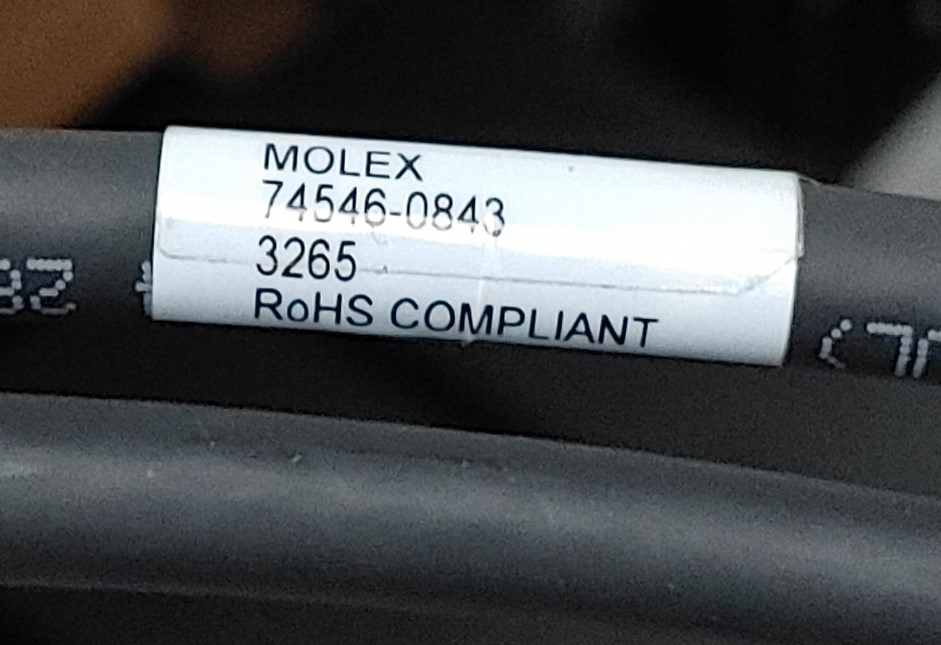 MOLEX
74546-0843
3265
RoHS COMPLIANT